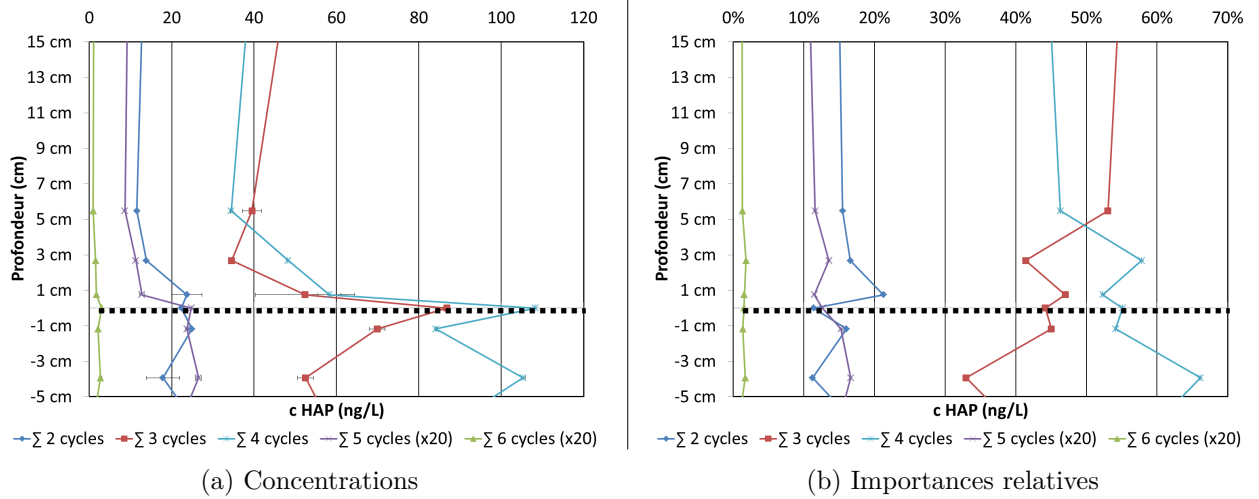 0 20 40 60 80 100 120
15 cm
13 cm
11 cm
9 cm
7 cm
5 cm
3 cm
1 cm
-1 cm
-3 cm
-5 cm
Profondeur (cm)
c HAP (ng/L)
∑ 2 cycles ∑ 3 cycles ∑ 4 cycles ∑ 5 cycles (x20) ∑ 6 cycles (x20)
(a) Concentrations
0% 10% 20% 30% 40% 50% 60% 70%
15 cm
13 cm
11 cm
9 cm
7 cm
5 cm
3 cm
1 cm
-1 cm
-3 cm
-5 cm
Profondeur (cm)
c HAP (ng/L)
∑ 2 cycles ∑ 3 cycles ∑ 4 cycles ∑ 5 cycles (x20) ∑ 6 cycles (x20)
(b) Importances relatives